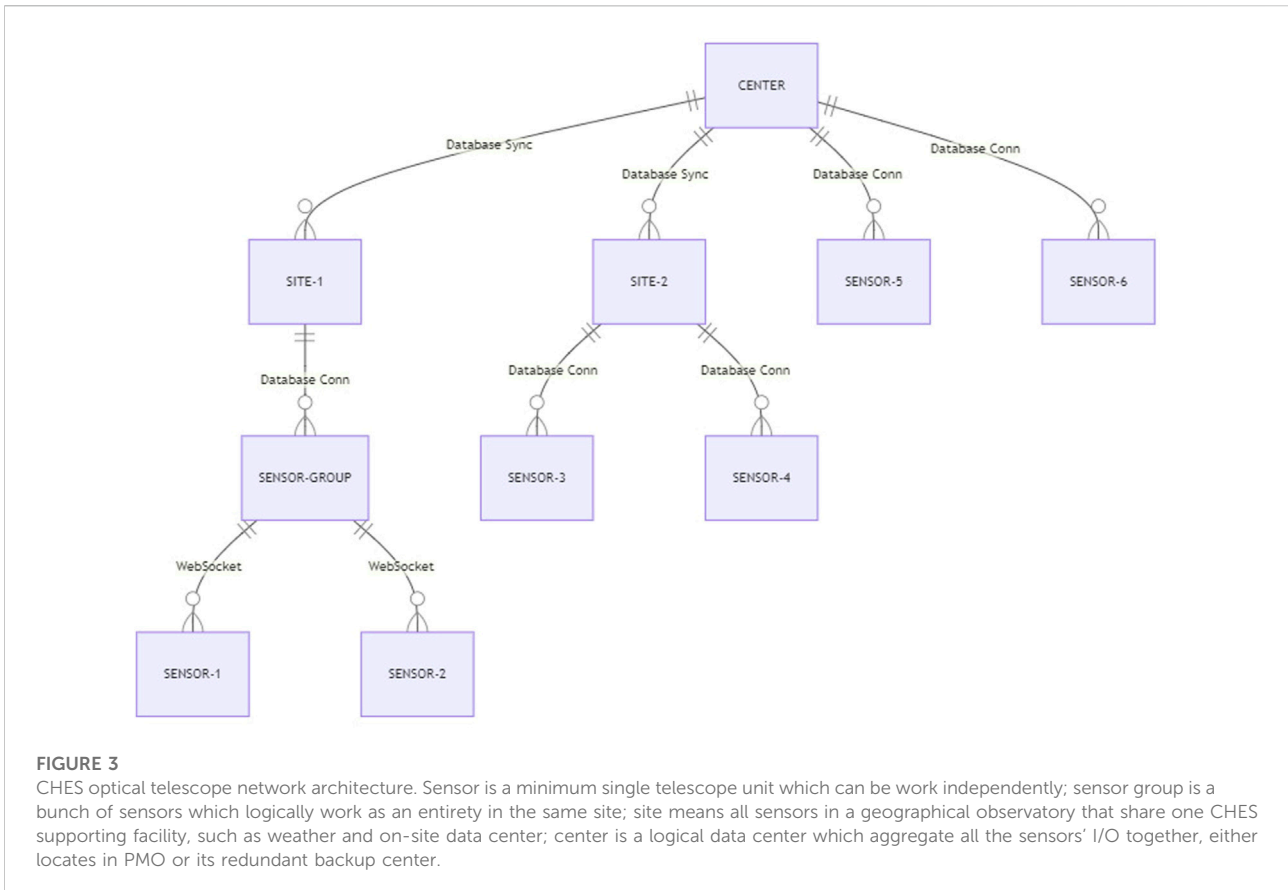 CENTER
Database Sync
Database Conn
Database Sync
Database Conn
SITE-1
SITE-2
SENSOR-5
SENSOR-6
Database Conn
Database Conn
Database Conn
SENSOR-GROUP
SENSOR-3
SENSOR-4
WebSocket
WebSocket
SENSOR-1
SENSOR-2
FIGURE 3
CHES optical telescope network architecture. Sensor is a minimum single telescope unit which can be work independently; sensor group is a
bunch of sensors which logically work as an entirety in the same site; site means all sensors in a geographical observatory that share one CHES
supporting facility, such as weather and on-site data center; center is a logical data center which aggregate all the sensors’ I/O together, either
locates in PMO or its redundant backup center.